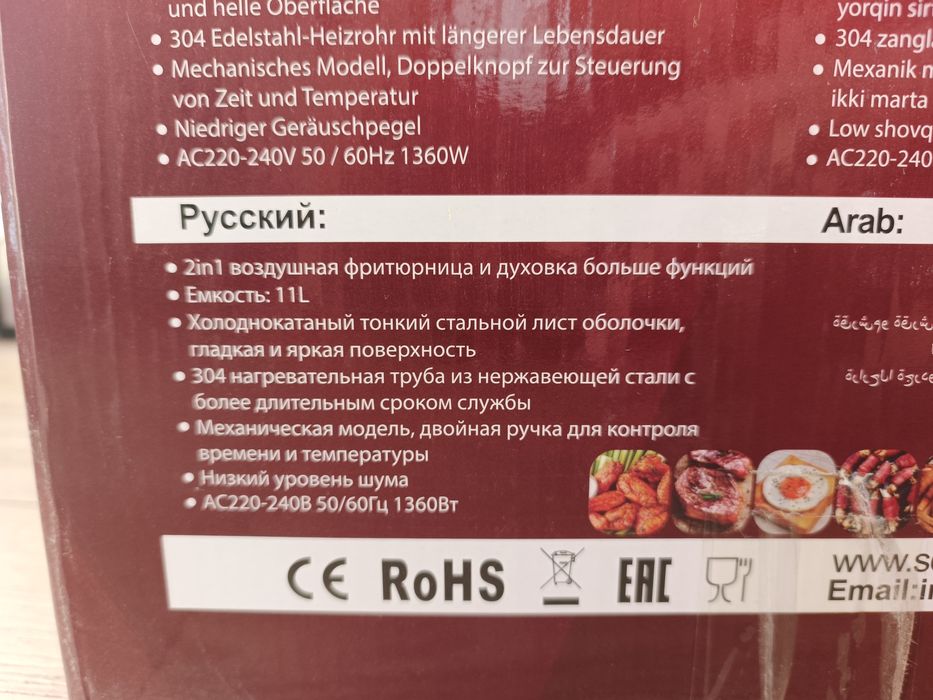 und helle Oberfläche
• 304 Edelstahl-Heizrohr mit längerer Lebensdauer
• Mechanisches Modell, Doppelknopf zur Steuerung
von Zeit und Temperatur
• Niedriger Geräuschpegel
• AC220-240V 50 / 60Hz 1360W
yorqin
• 304
• Mexanik
ikki marta
• Low
• AC220-240
Русский:
• 2in1 воздушная фритюрница и духовка больше функций
• Емкость: 11L
• Холоднокатаный тонкий стальной лист оболочки,
гладкая и яркая поверхность
• 304 нагревательная труба из нержавеющей стали с
более длительным сроком службы
• Механическая модель, двойная ручка для контроля
времени и температуры
• Низкий уровень шума
• АС220-240В 50/60Гц 1360Вт
Arab:
CE RoHS EAC
www.
Email: